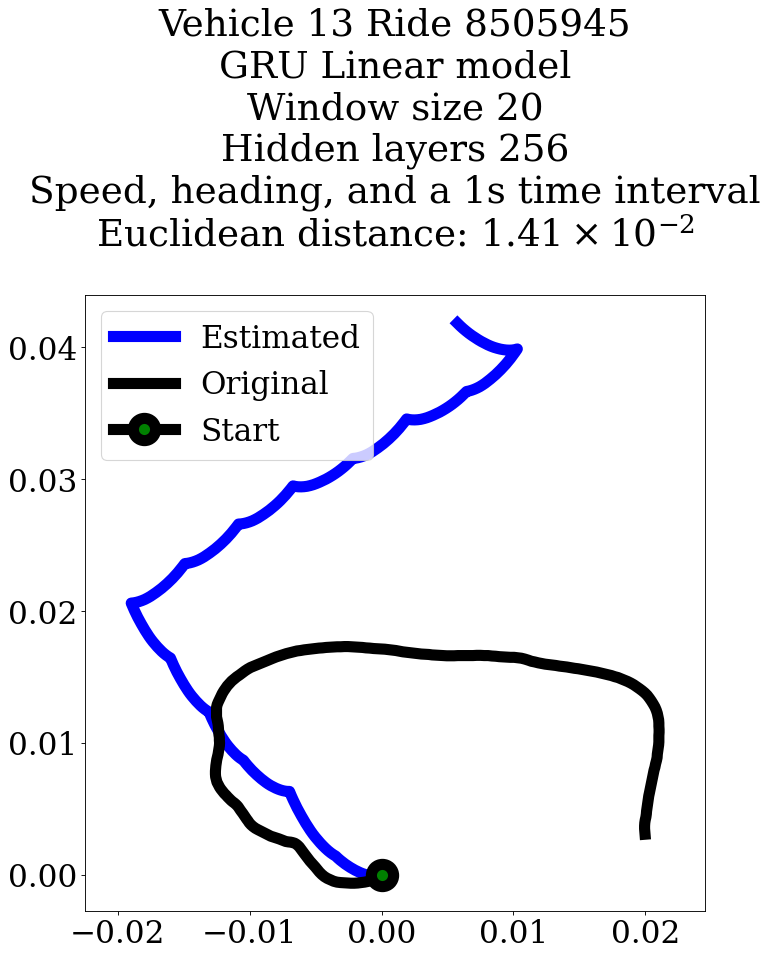 Vehicle 13 Ride 8505945
GRU Linear model
Window size 20
Hidden layers 256
Speed, heading, and a 1s time interval
Euclidean distance: 1.41 × 10⁻²
Estimated
Original
Start
0.04
0.03
0.02
0.01
0.00
−0.02 −0.01 0.00 0.01 0.02